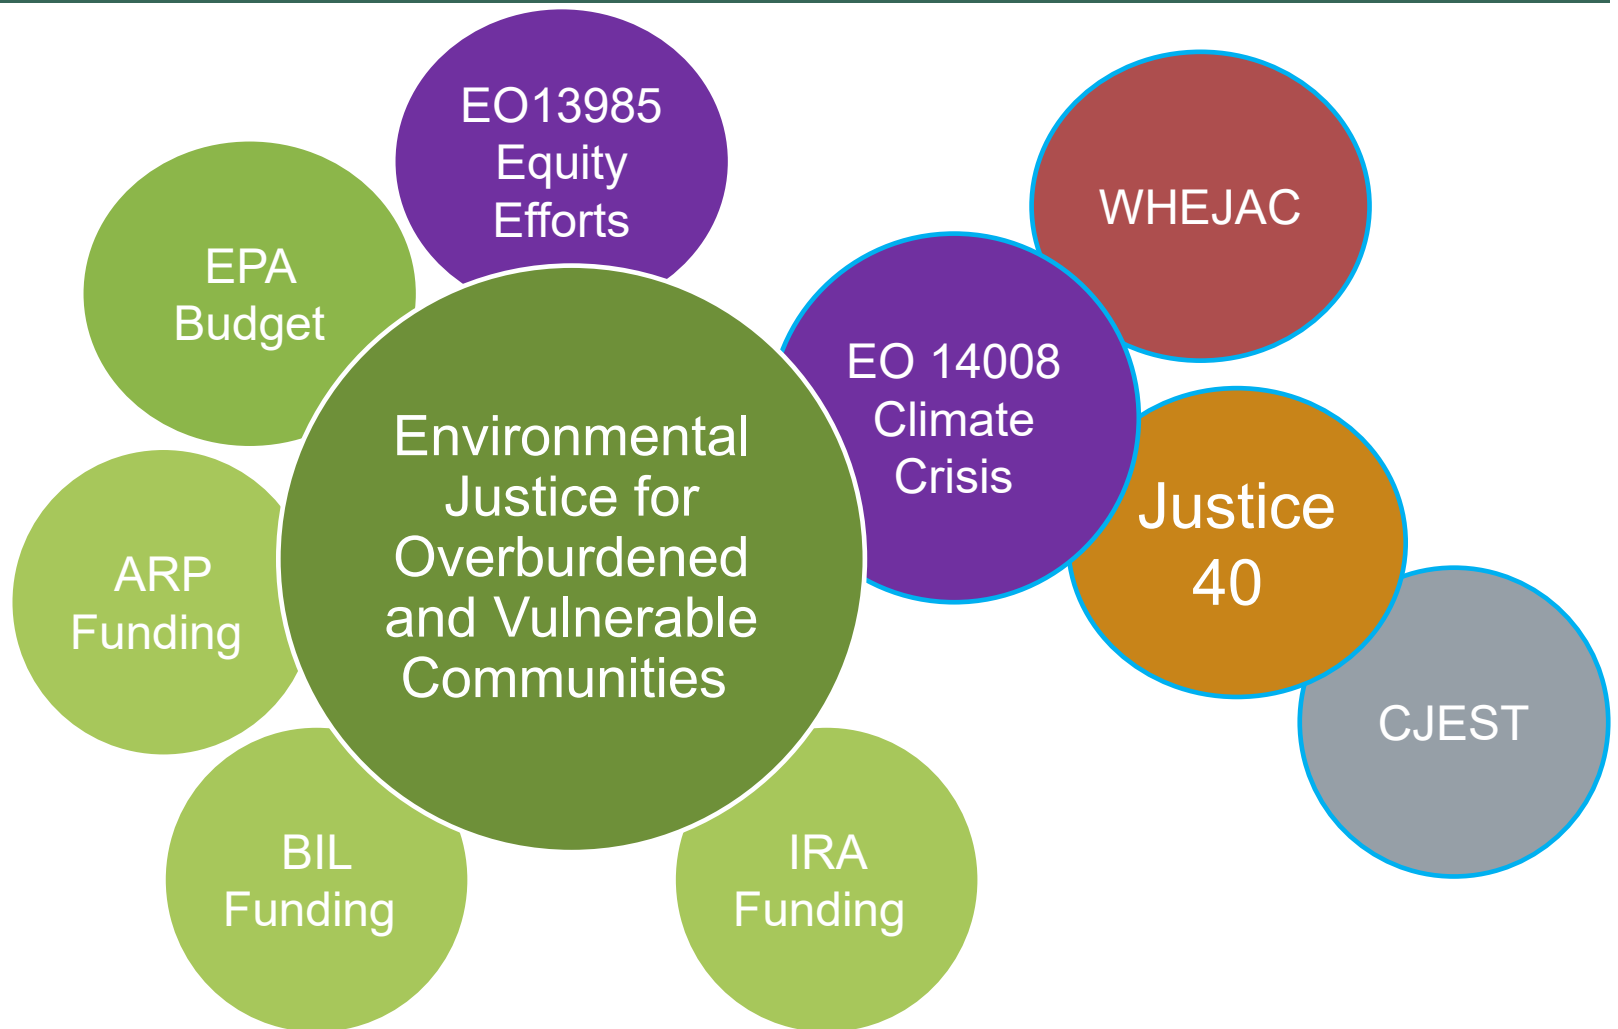 EO13985
Equity
Efforts
WHEJAC
EPA
Budget
EO 14008
Climate
Crisis
Environmental
Justice for
Overburdened
and Vulnerable
Communities
Justice
40
ARP
Funding
CJEST
BIL
Funding
IRA
Funding